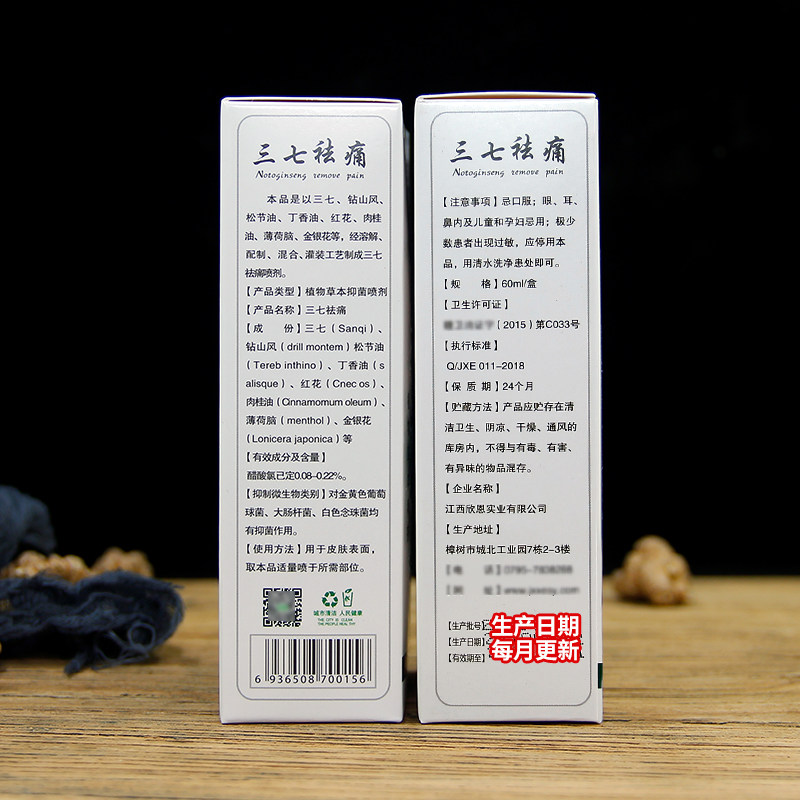 三七祛痛
Notoginseng remove pain
本品是以三七、钻山风、
松节油、丁香油、红花、肉桂
油、薄荷脑、金银花等，经溶解、
配制、混合、灌装工艺制成三七
祛痛喷剂。
【产品类型】植物草本抑菌喷剂
【产品名称】三七祛痛
【成 份】三七（Sanqi）、
钻山风（drill montem）松节油
（Tereb inthino）、丁香油（s
alisque）、红花（Cnec os）、
肉桂油（Cinnamomum oleum）、
薄荷脑（menthol）、金银花
（Lonicera japonica）等
【有效成分及含量】
醋酸氯已定0.08-0.22%。
【抑制微生物类别】对金黄色葡萄
球菌、大肠杆菌、白色念珠菌均
有抑菌作用。
【使用方法】用于皮肤表面，
取本品适量喷于所需部位。
城市清洁 人民健康
THE CITY IS CLEAN
THE PEOPLE HEALTHY
6 936508 700156
三七祛痛
Notoginseng remove pain
【注意事项】忌口服；眼、耳、
鼻内及儿童和孕妇忌用；极少
数患者出现过敏，应停用本
品，用清水洗净患处即可。
【规 格】60ml/盒
【卫生许可证】
（2015）第C033号
【执行标准】
Q/JXE 011-2018
【保 质 期】24个月
【贮藏方法】产品应贮存在清
洁卫生、阴凉、干燥、通风的
库房内，不得与有毒、有害、
有异味的物品混存。
【企业名称】
江西欣恩实业有限公司
【生产地址】
樟树市城北工业园7栋2-3楼
【生产批号】
【生产日期】
【有效期至】
生产日期
每月更新